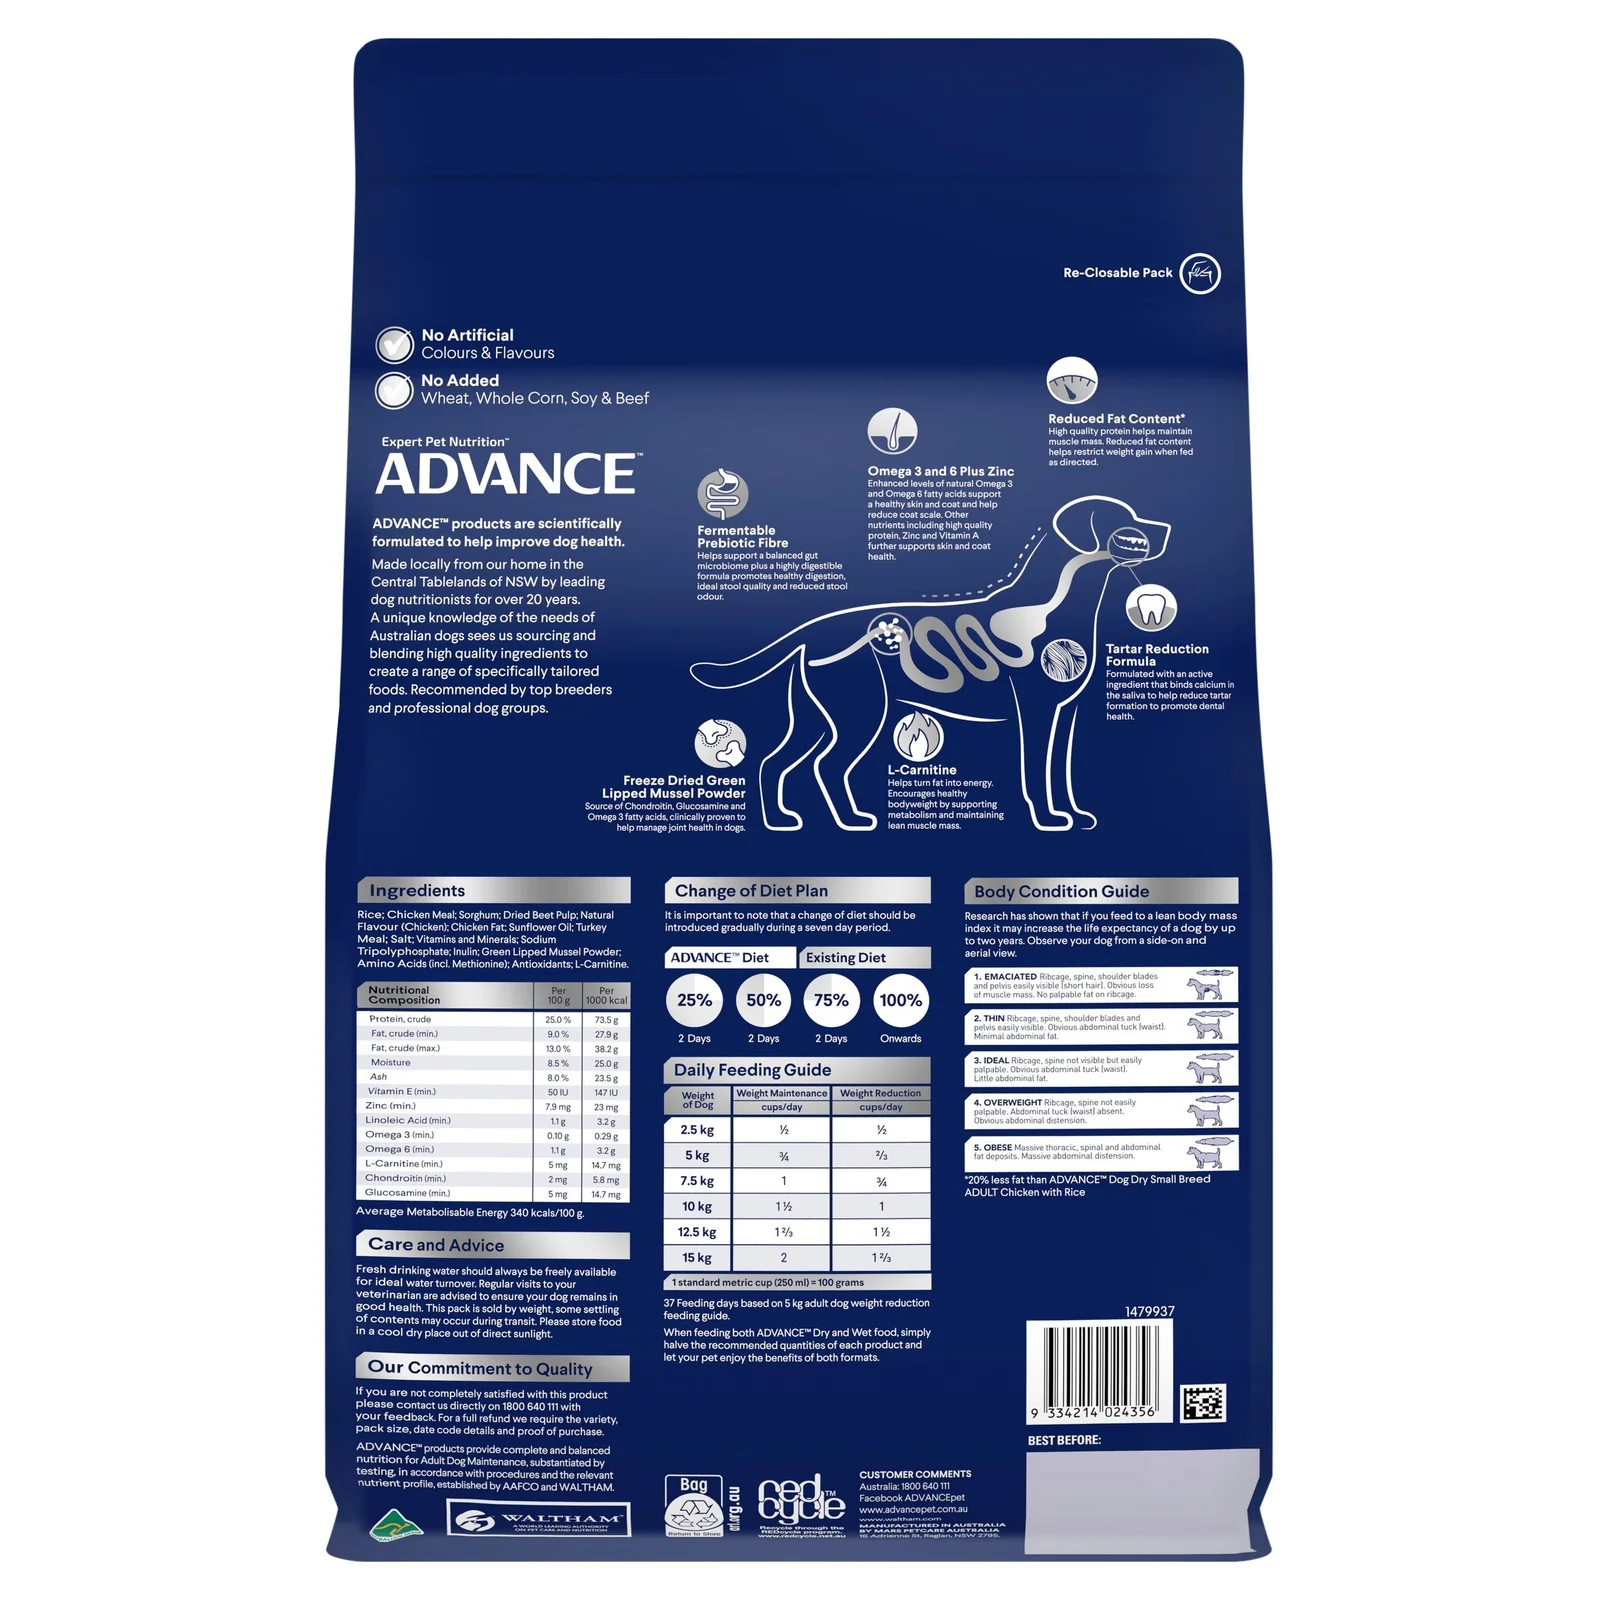 Re-Closable Pack
No Artificial
Colours & Flavours
No Added
Wheat, Whole Corn, Soy & Beef
Expert Pet Nutrition™
ADVANCE™
ADVANCE™ products are scientifically
formulated to help improve dog health.
Made locally from our home in the
Central Tablelands of NSW by leading
dog nutritionists for over 20 years.
A unique knowledge of the needs of
Australian dogs sees us sourcing and
blending high quality ingredients to
create a range of specifically tailored
foods. Recommended by top breeders
and professional dog groups.
Fermentable
Prebiotic Fibre
Helps support a balanced gut
microbiome plus a highly digestible
formula promotes healthy digestion,
ideal stool quality and reduced stool
odour.
Omega 3 and 6 Plus Zinc
Enhanced levels of natural Omega 3
and Omega 6 fatty acids support
a healthy skin and coat and help
reduce coat scale. Other
nutrients including high quality
protein, Zinc and Vitamin A
further supports skin and coat
health.
Reduced Fat Content*
High quality protein helps maintain
muscle mass. Reduced fat content
helps restrict weight gain when fed
as directed.
Tartar Reduction
Formula
Formulated with an active
ingredient that binds calcium in
the saliva to help reduce tartar
formation to promote dental
health.
Freeze Dried Green
Lipped Mussel Powder
Source of Chondroitin, Glucosamine and
Omega 3 fatty acids, clinically proven to
help manage joint health in dogs.
L-Carnitine
Helps turn fat into energy.
Encourages healthy
bodyweight by supporting
metabolism and maintaining
lean muscle mass.
Ingredients
Rice; Chicken Meal; Sorghum; Dried Beet Pulp; Natural
Flavour (Chicken); Chicken Fat; Sunflower Oil; Turkey
Meal; Salt; Vitamins and Minerals; Sodium
Tripolyphosphate; Inulin; Green Lipped Mussel Powder;
Amino Acids (incl. Methionine); Antioxidants; L-Carnitine.
Nutritional Composition Per 100 g Per 1000 kcal
Protein, crude 25.0 % 73.5 g
Fat, crude (min.) 9.0 % 27.9 g
Fat, crude (max.) 13.0 % 38.2 g
Moisture 8.5 % 25.0 g
Ash 8.0 % 23.5 g
Vitamin E (min.) 50 IU 147 IU
Zinc (min.) 7.9 mg 23 mg
Linoleic Acid (min.) 1.1 g 3.2 g
Omega 3 (min.) 0.10 g 0.29 g
Omega 6 (min.) 1.1 g 3.2 g
L-Carnitine (min.) 5 mg 14.7 mg
Chondroitin (min.) 2 mg 5.8 mg
Glucosamine (min.) 5 mg 14.7 mg
Average Metabolisable Energy 340 kcals/100 g.
Care and Advice
Fresh drinking water should always be freely available
for ideal water turnover. Regular visits to your
veterinarian are advised to ensure your dog remains in
good health. This pack is sold by weight, some settling
of contents may occur during transit. Please store food
in a cool dry place out of direct sunlight.
Our Commitment to Quality
If you are not completely satisfied with this product
please contact us directly on 1800 640 111 with
your feedback. For a full refund we require the variety,
pack size, date code details and proof of purchase.
ADVANCE™ products provide complete and balanced
nutrition for Adult Dog Maintenance, substantiated by
testing, in accordance with procedures and the relevant
nutrient profile, established by AAFCO and WALTHAM.
WALTHAM™
A WORLD LEADING AUTHORITY
ON PET CARE AND NUTRITION
Change of Diet Plan
It is important to note that a change of diet should be
introduced gradually during a seven day period.
ADVANCE™ Diet Existing Diet
25% 50% 75% 100%
2 Days 2 Days 2 Days Onwards
Daily Feeding Guide
Weight of Dog Weight Maintenance Weight Reduction
cups/day cups/day
2.5 kg ½ ½
5 kg ¾ ⅔
7.5 kg 1 ¾
10 kg 1 ½ 1
12.5 kg 1 ⅔ 1 ½
15 kg 2 1 ⅔
1 standard metric cup (250 ml) = 100 grams
37 Feeding days based on 5 kg adult dog weight reduction
feeding guide.
When feeding both ADVANCE™ Dry and Wet food, simply
halve the recommended quantities of each product and
let your pet enjoy the benefits of both formats.
Bag
Return to Store
arl.org.au
red
cycle™
Recycle through the
REDcycle program.
www.redcycle.net.au
CUSTOMER COMMENTS
Australia: 1800 640 111
Facebook ADVANCEpet
www.advancepet.com.au
www.waltham.com
MANUFACTURED IN AUSTRALIA
BY MARS PETCARE AUSTRALIA
16 Adrienne St, Raglan, NSW 2795.
Body Condition Guide
Research has shown that if you feed to a lean body mass
index it may increase the life expectancy of a dog by up
to two years. Observe your dog from a side-on and
aerial view.
1. EMACIATED Ribcage, spine, shoulder blades
and pelvis easily visible (short hair). Obvious loss
of muscle mass. No palpable fat on ribcage.
2. THIN Ribcage, spine, shoulder blades and
pelvis easily visible. Obvious abdominal tuck (waist).
Minimal abdominal fat.
3. IDEAL Ribcage, spine not visible but easily
palpable. Obvious abdominal tuck (waist).
Little abdominal fat.
4. OVERWEIGHT Ribcage, spine not easily
palpable. Abdominal tuck (waist) absent.
Obvious abdominal distension.
5. OBESE Massive thoracic, spinal and abdominal
fat deposits. Massive abdominal distension.
*20% less fat than ADVANCE™ Dog Dry Small Breed
ADULT Chicken with Rice
1479937
9 334214 024356
BEST BEFORE: